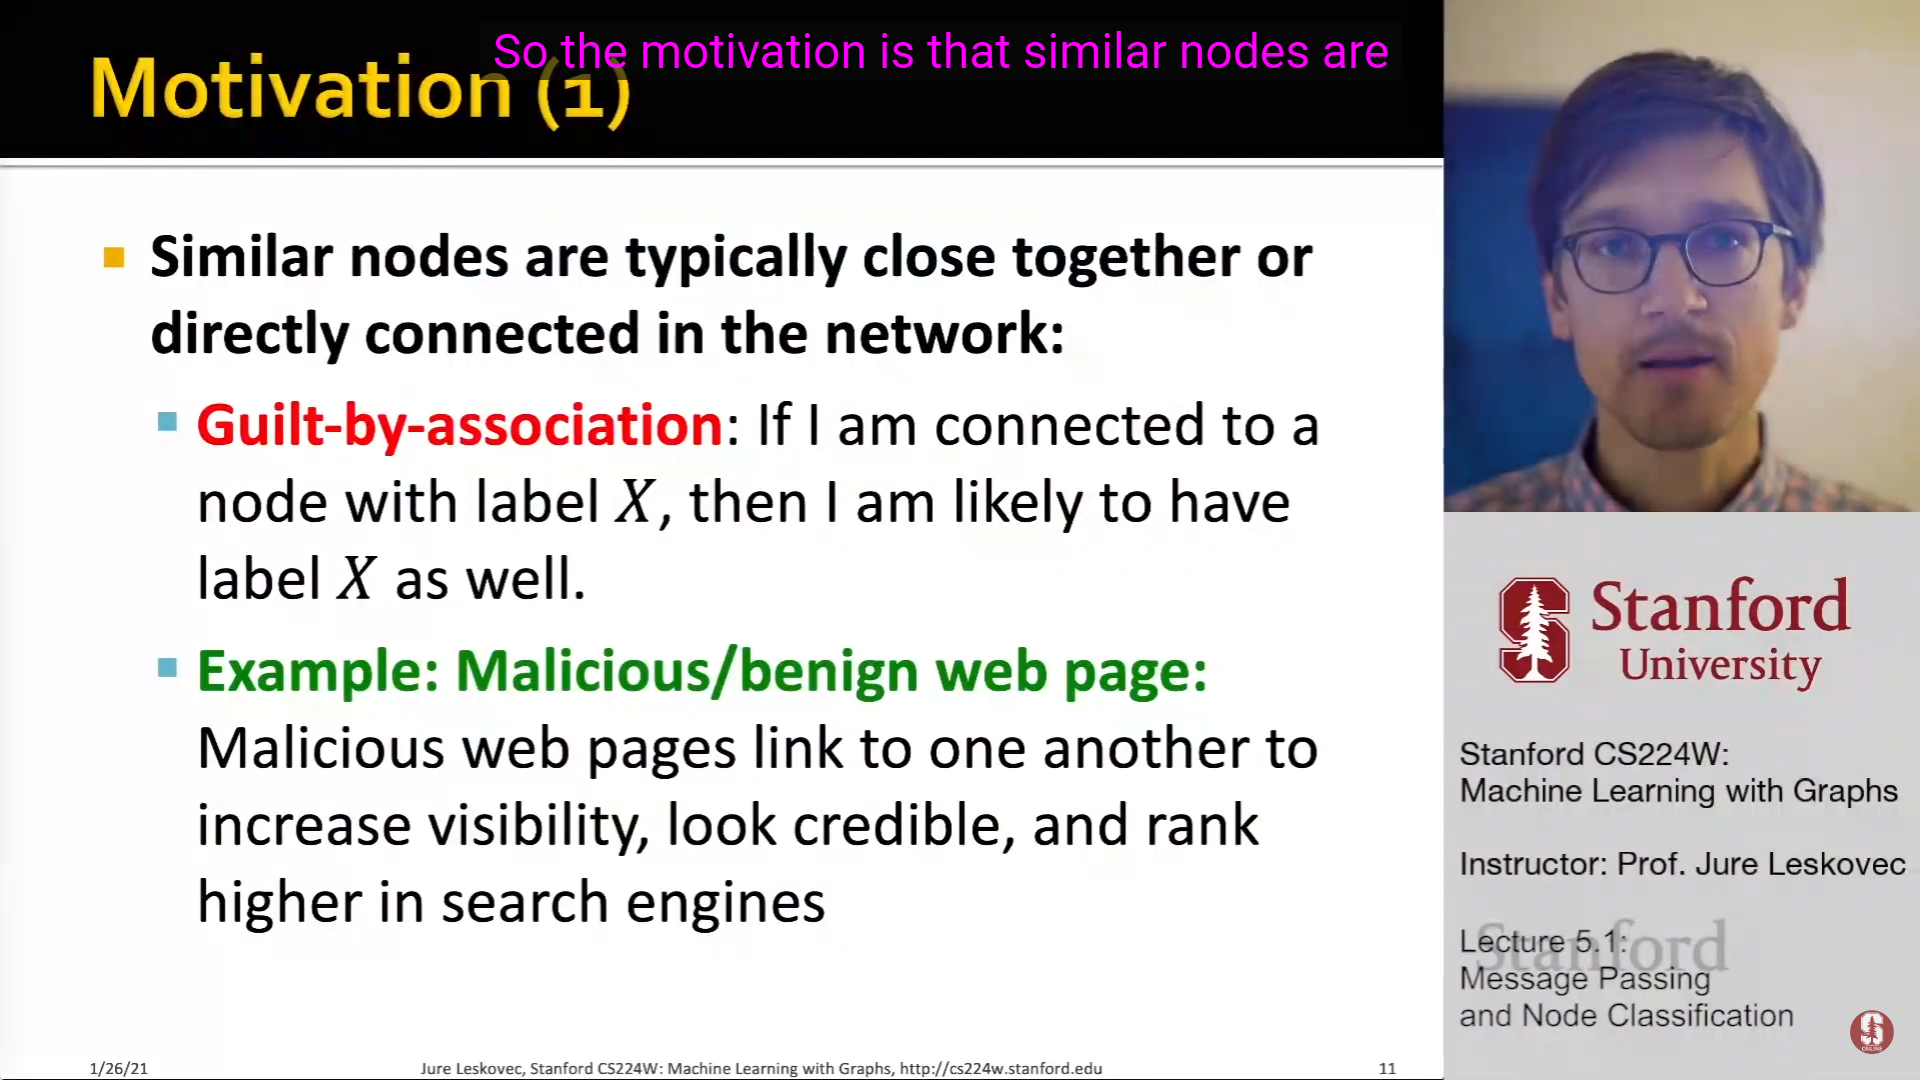 So the motivation is that similar nodes are
Motivation (1)
Similar nodes are typically close together or
directly connected in the network:
Guilt-by-association: If I am connected to a
node with label X, then I am likely to have
label X as well.
Example: Malicious/benign web page:
Malicious web pages link to one another to
increase visibility, look credible, and rank
higher in search engines
1/26/21
Jure Leskovec, Stanford CS224W: Machine Learning with Graphs, http://cs224w.stanford.edu
11
Stanford
University
Stanford CS224W:
Machine Learning with Graphs
Instructor: Prof. Jure Leskovec
Stanford
Lecture 5.1:
Message Passing
and Node Classification
S
ONLINE